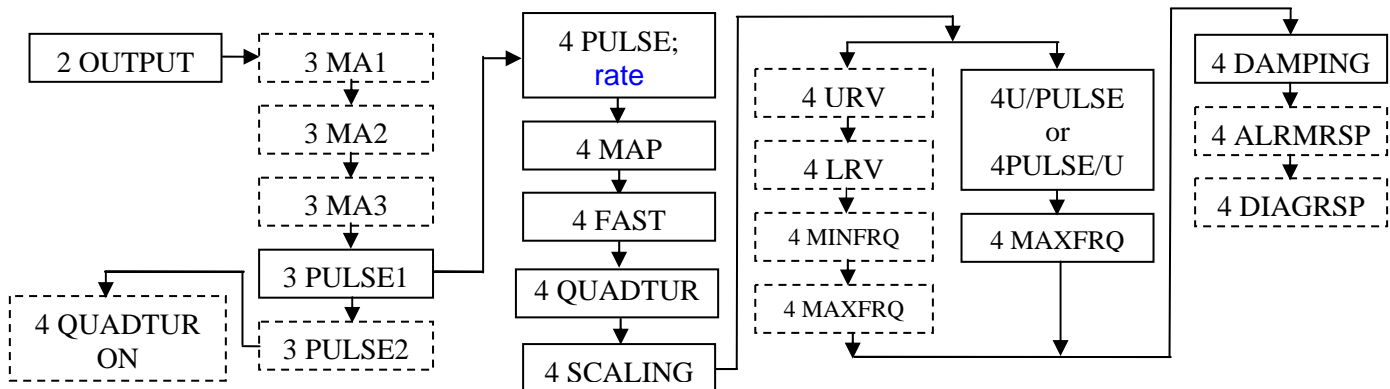 2 OUTPUT
3 MA1
3 MA2
3 MA3
3 PULSE1
3 PULSE2
4 QUADTUR
ON
4 PULSE;
rate
4 MAP
4 FAST
4 QUADTUR
4 SCALING
4 URV
4 LRV
4 MINFRQ
4 MAXFRQ
4U/PULSE
or
4PULSE/U
4 MAXFRQ
4 DAMPING
4 ALRMRSP
4 DIAGRSP